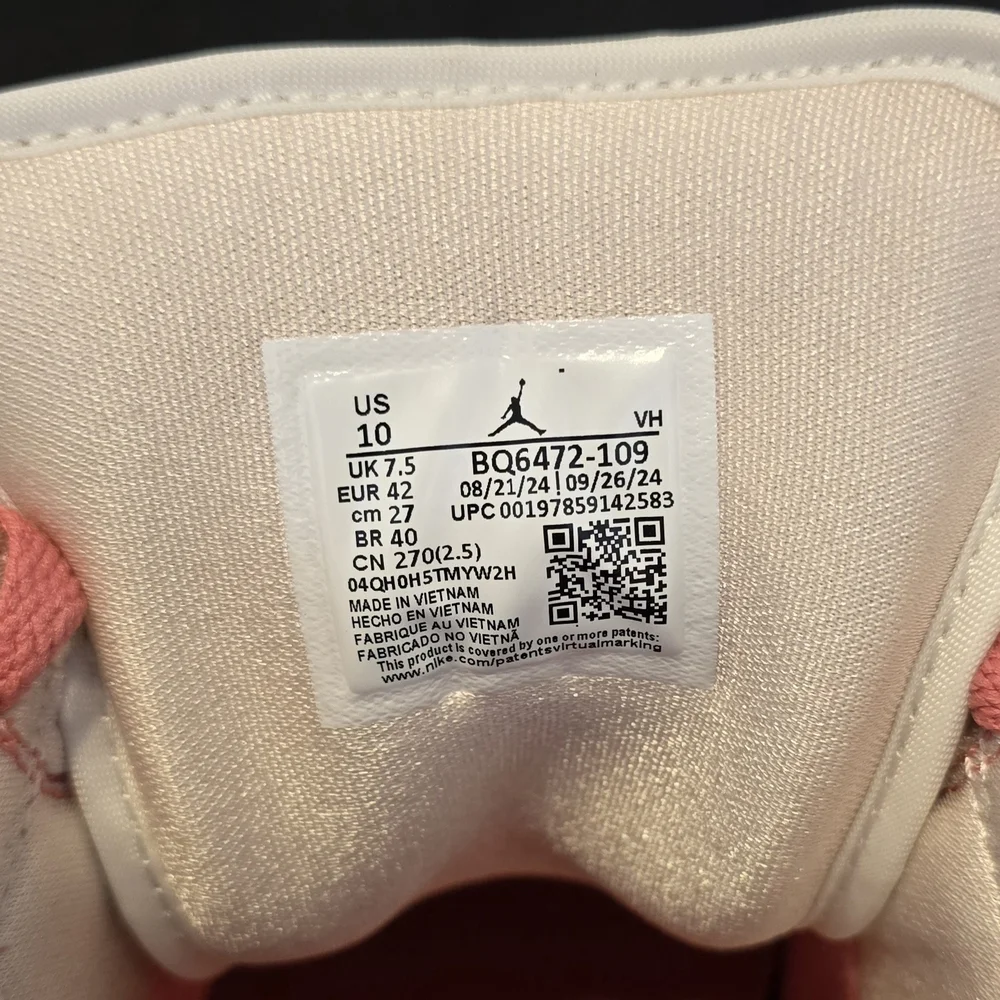 US
10
VH
UK 7.5
EUR 42
cm 27
BR 40
CN 270(2.5)
BQ6472-109
08/21/24 | 09/26/24
UPC 00197859142583
04QH0H5TMYW2H
MADE IN VIETNAM
HECHO EN VIETNAM
FABRIQUE AU VIETNAM
FABRICADO NO VIETNÃ
This product is covered by one or more patents:
www.nike.com/patentsvirtualmarking